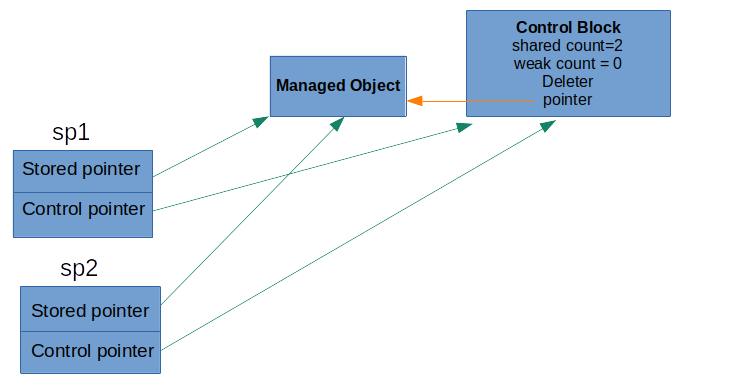 Control Block
shared count=2
weak count = 0
Deleter
pointer
Managed Object
sp1
Stored pointer
Control pointer
sp2
Stored pointer
Control pointer